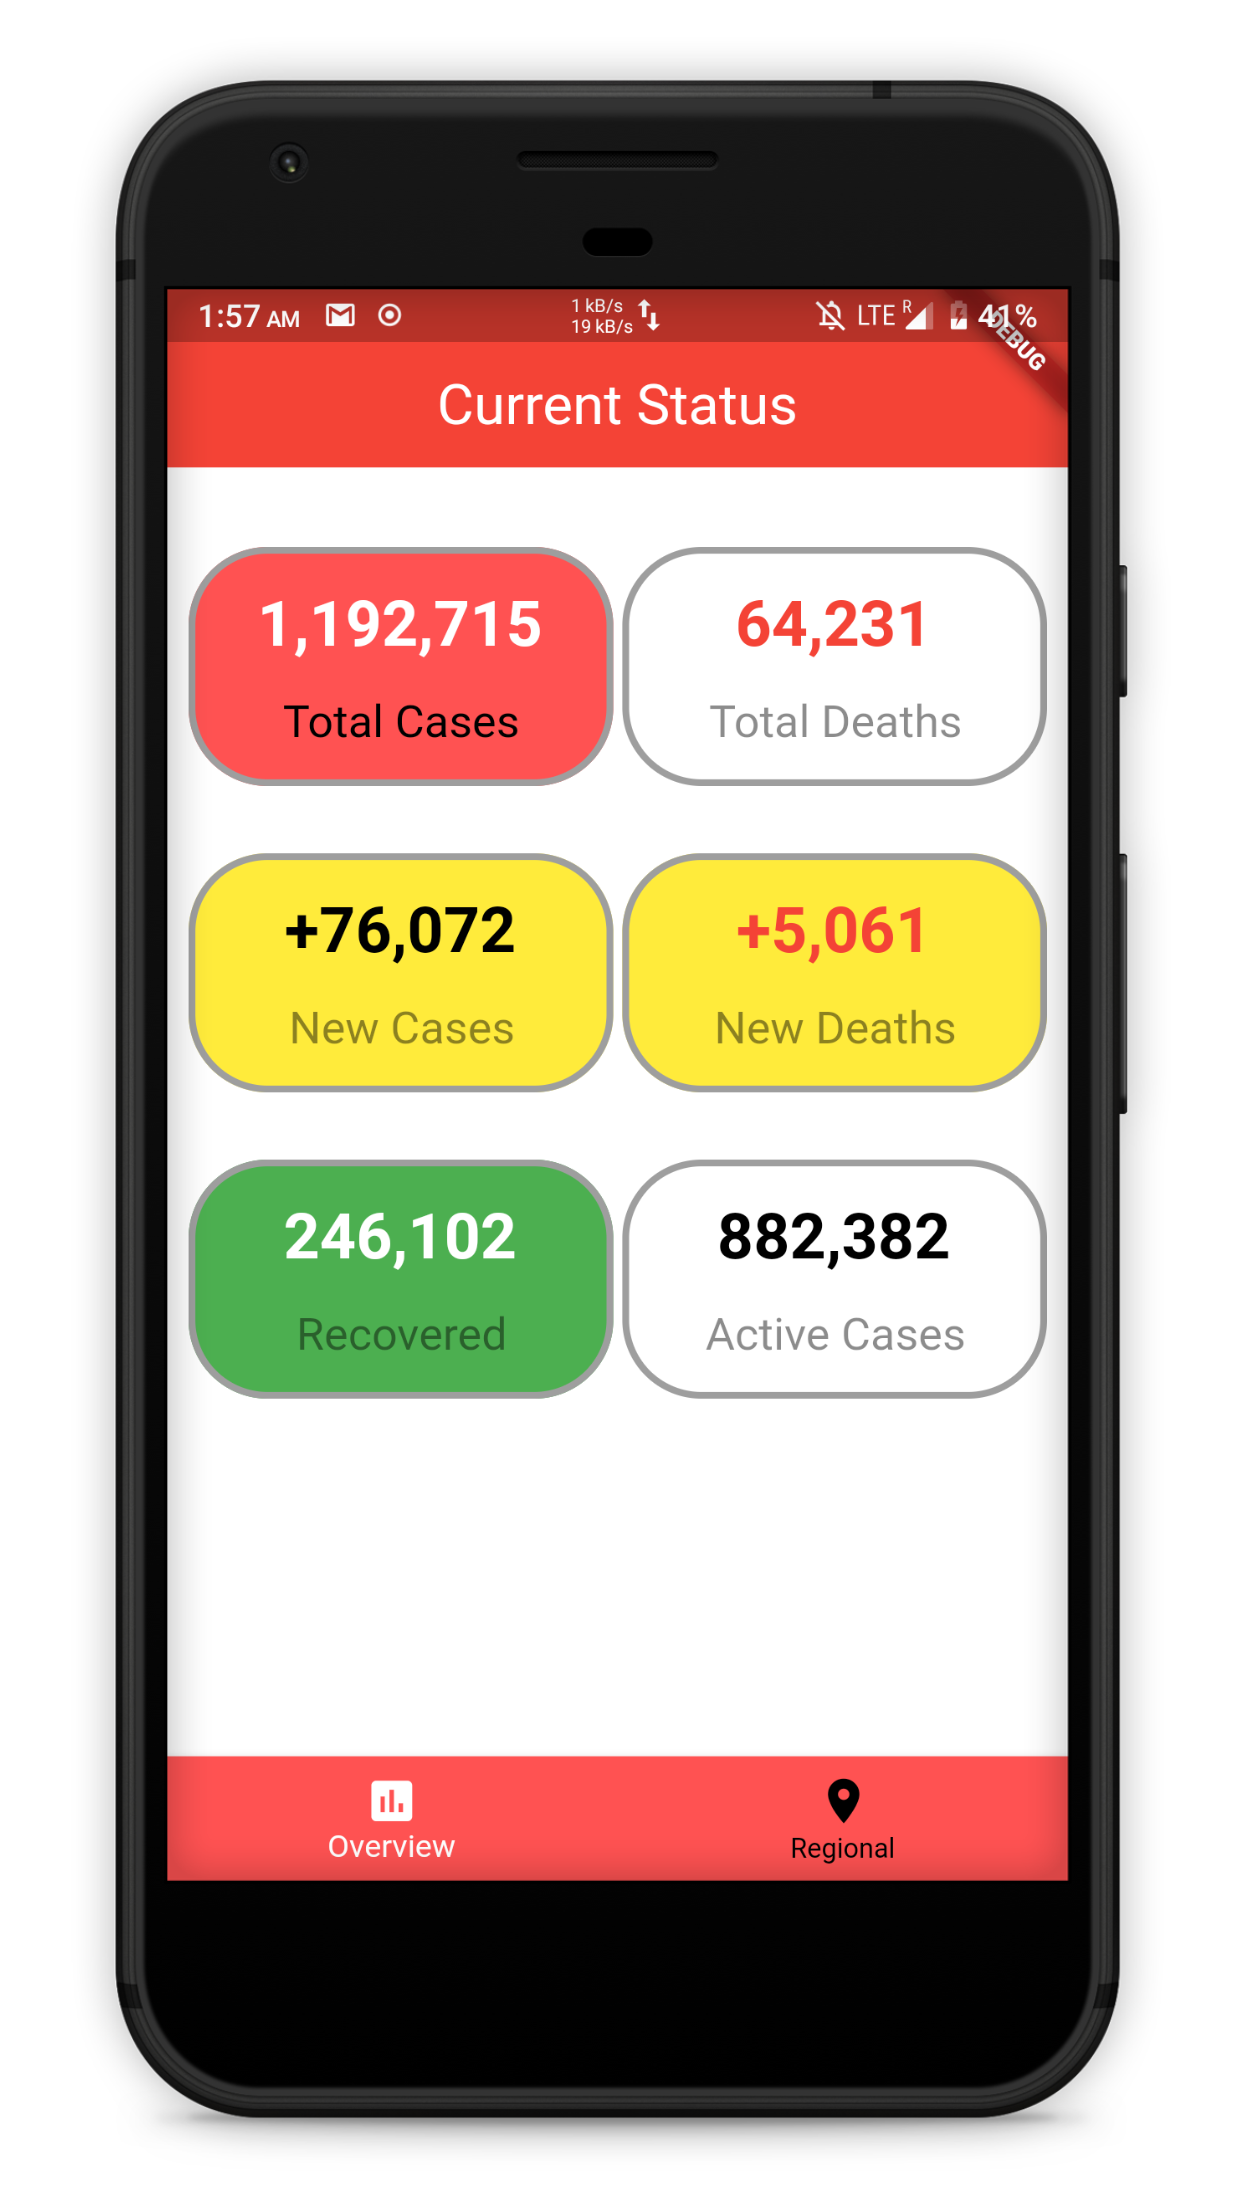 1:57 AM
1 kB/s
19 kB/s
LTE R 41%
DEBUG
Current Status
1,192,715
Total Cases
64,231
Total Deaths
+76,072
New Cases
+5,061
New Deaths
246,102
Recovered
882,382
Active Cases
Overview
Regional